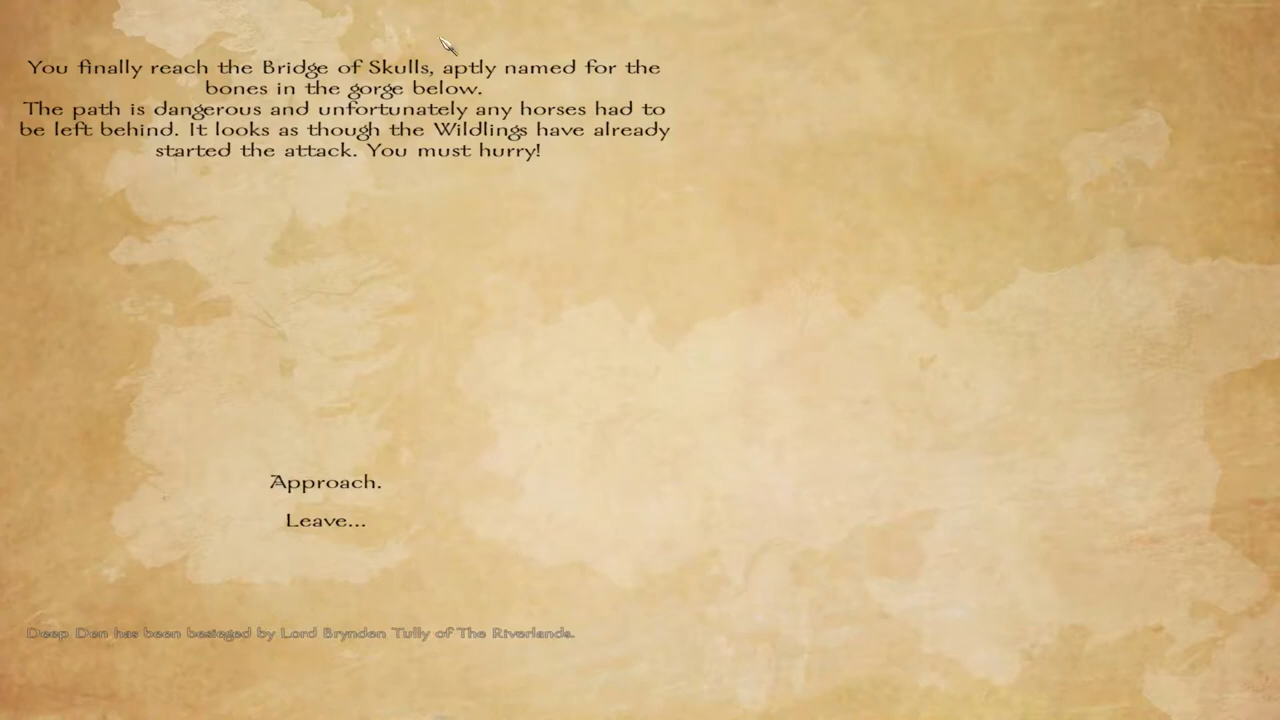 You finally reach the Bridge of Skulls, aptly named for the
bones in the gorge below.
The path is dangerous and unfortunately any horses had to
be left behind. It looks as though the Wildlings have already
started the attack. You must hurry!
Approach.
Leave...
Deep Den has been besieged by Lord Brynden Tully of The Riverlands.